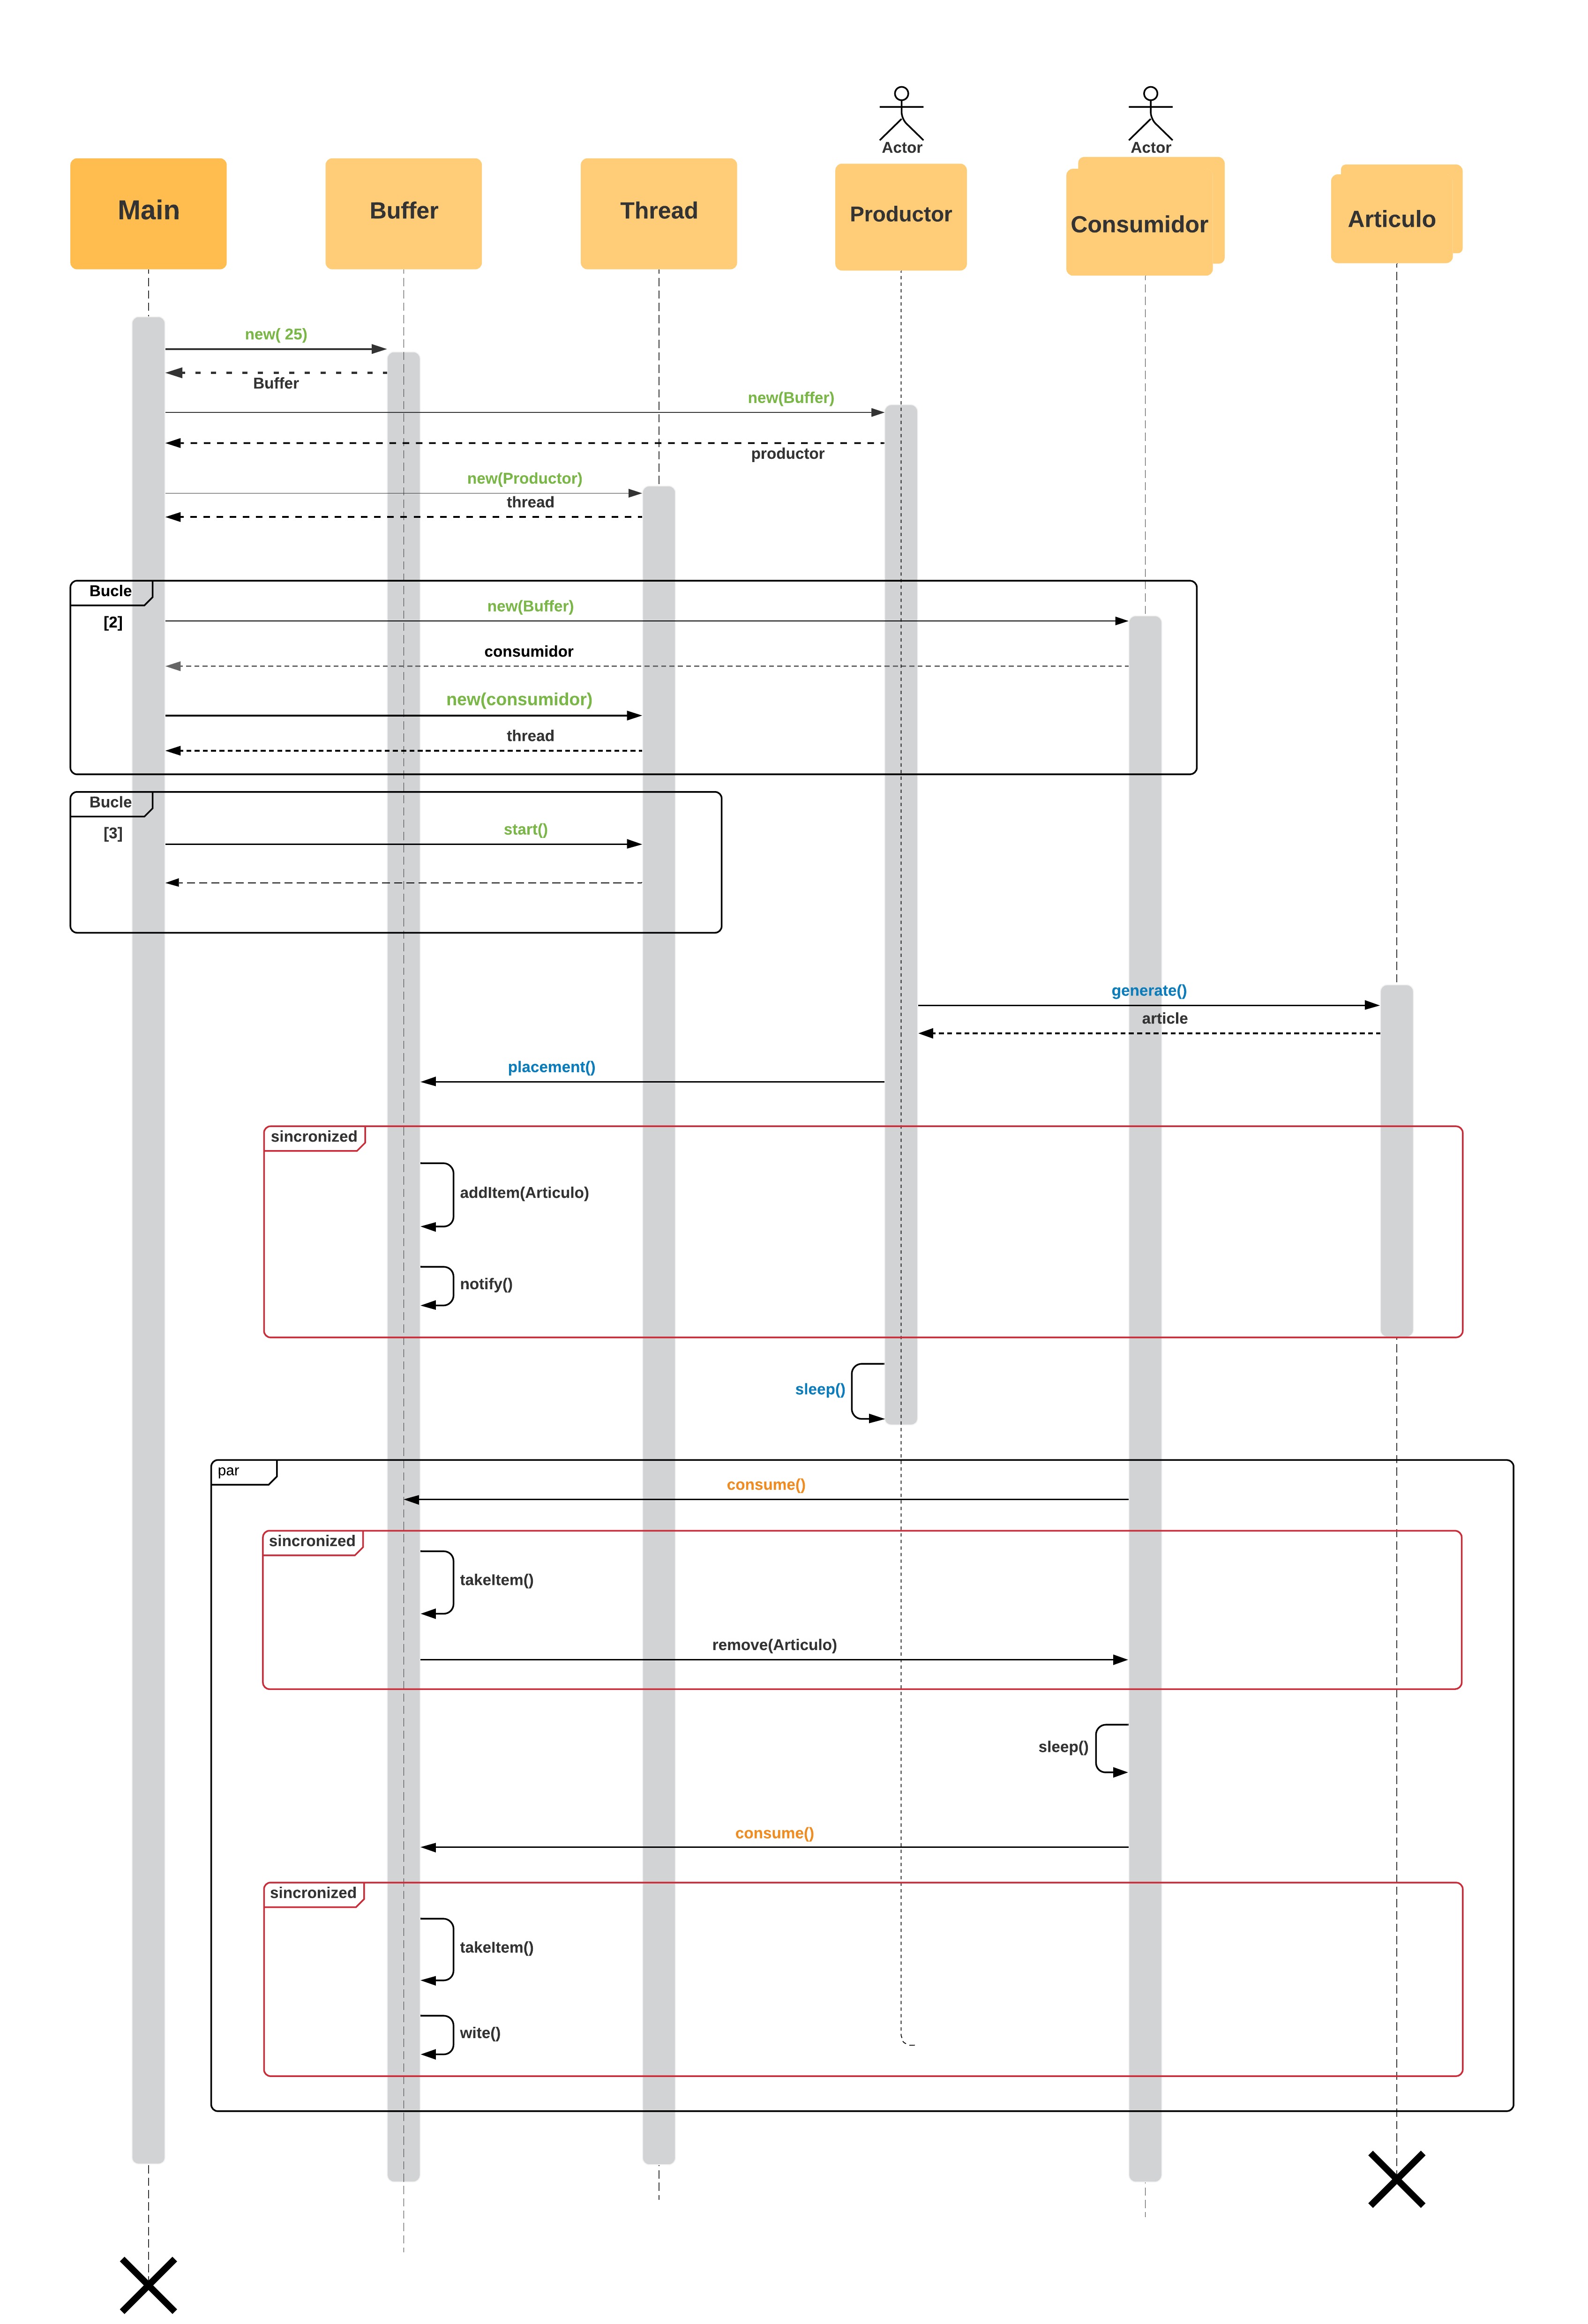 Actor
Actor
Main
Buffer
Thread
Productor
Consumidor
Articulo
new( 25)
Buffer
new(Buffer)
productor
new(Productor)
thread
Bucle
new(Buffer)
[2]
consumidor
new(consumidor)
thread
Bucle
[3]
start()
generate()
article
placement()
sincronized
addItem(Articulo)
notify()
sleep()
par
consume()
sincronized
takeItem()
remove(Articulo)
sleep()
consume()
sincronized
takeItem()
wite()